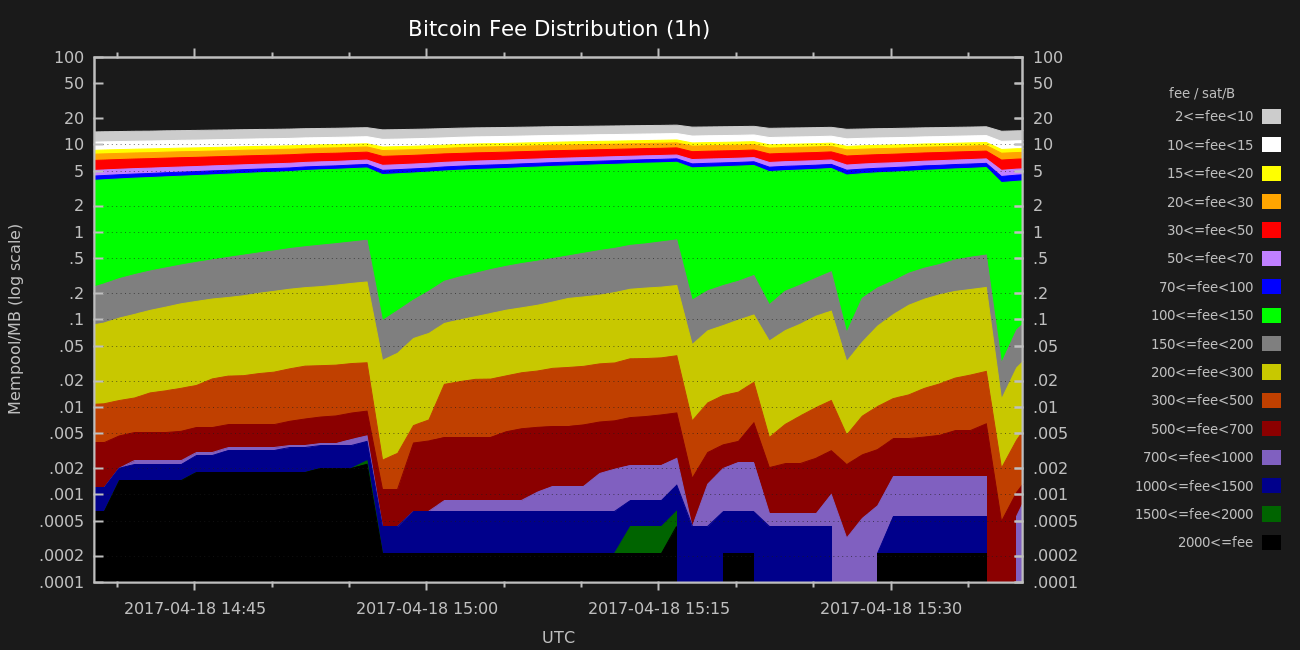 Bitcoin Fee Distribution (1h)
100
50
20
10
5
2
1
.5
.2
.1
.05
.02
.01
.005
.002
.001
.0005
.0002
.0001
Mempool/MB (log scale)
100
50
20
10
5
2
1
.5
.2
.1
.05
.02
.01
.005
.002
.001
.0005
.0002
.0001
2017-04-18 14:45
2017-04-18 15:00
2017-04-18 15:15
2017-04-18 15:30
UTC
fee / sat/B
2<=fee<10
10<=fee<15
15<=fee<20
20<=fee<30
30<=fee<50
50<=fee<70
70<=fee<100
100<=fee<150
150<=fee<200
200<=fee<300
300<=fee<500
500<=fee<700
700<=fee<1000
1000<=fee<1500
1500<=fee<2000
2000<=fee